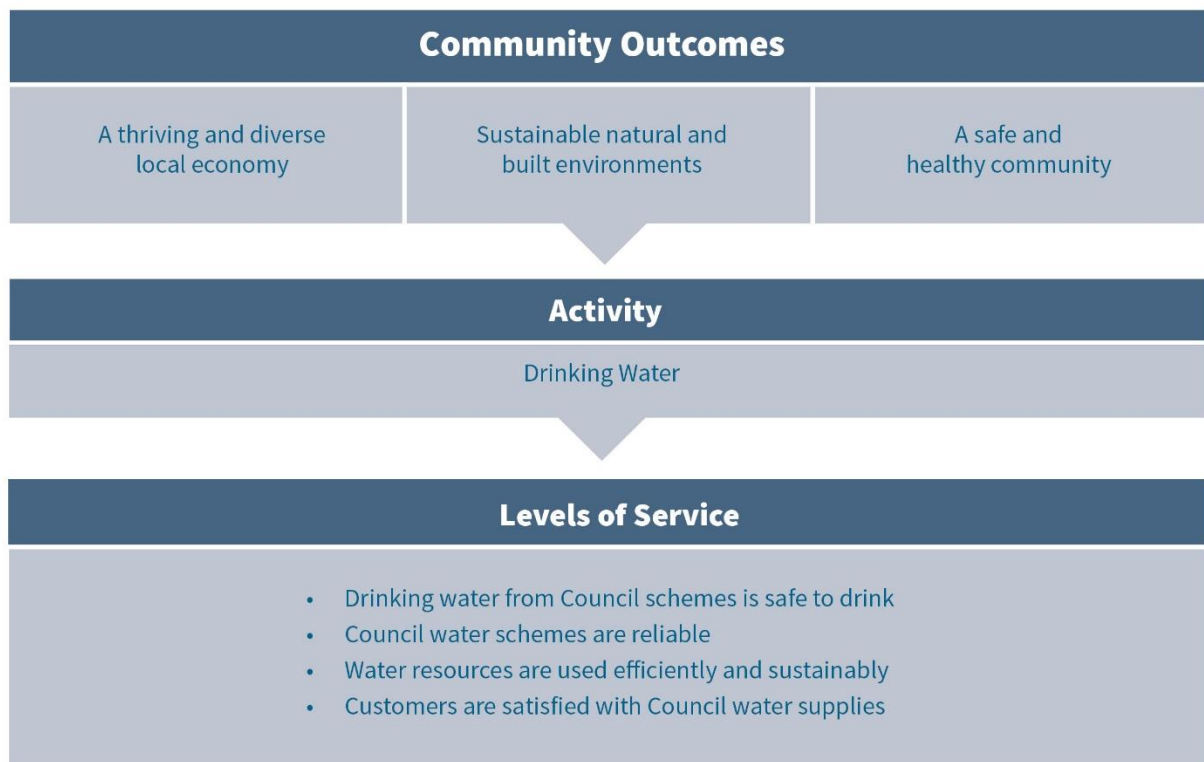 Community Outcomes
A thriving and diverse
local economy
Sustainable natural and
built environments
A safe and
healthy community
Activity
Drinking Water
Levels of Service
• Drinking water from Council schemes is safe to drink
• Council water schemes are reliable
• Water resources are used efficiently and sustainably
• Customers are satisfied with Council water supplies